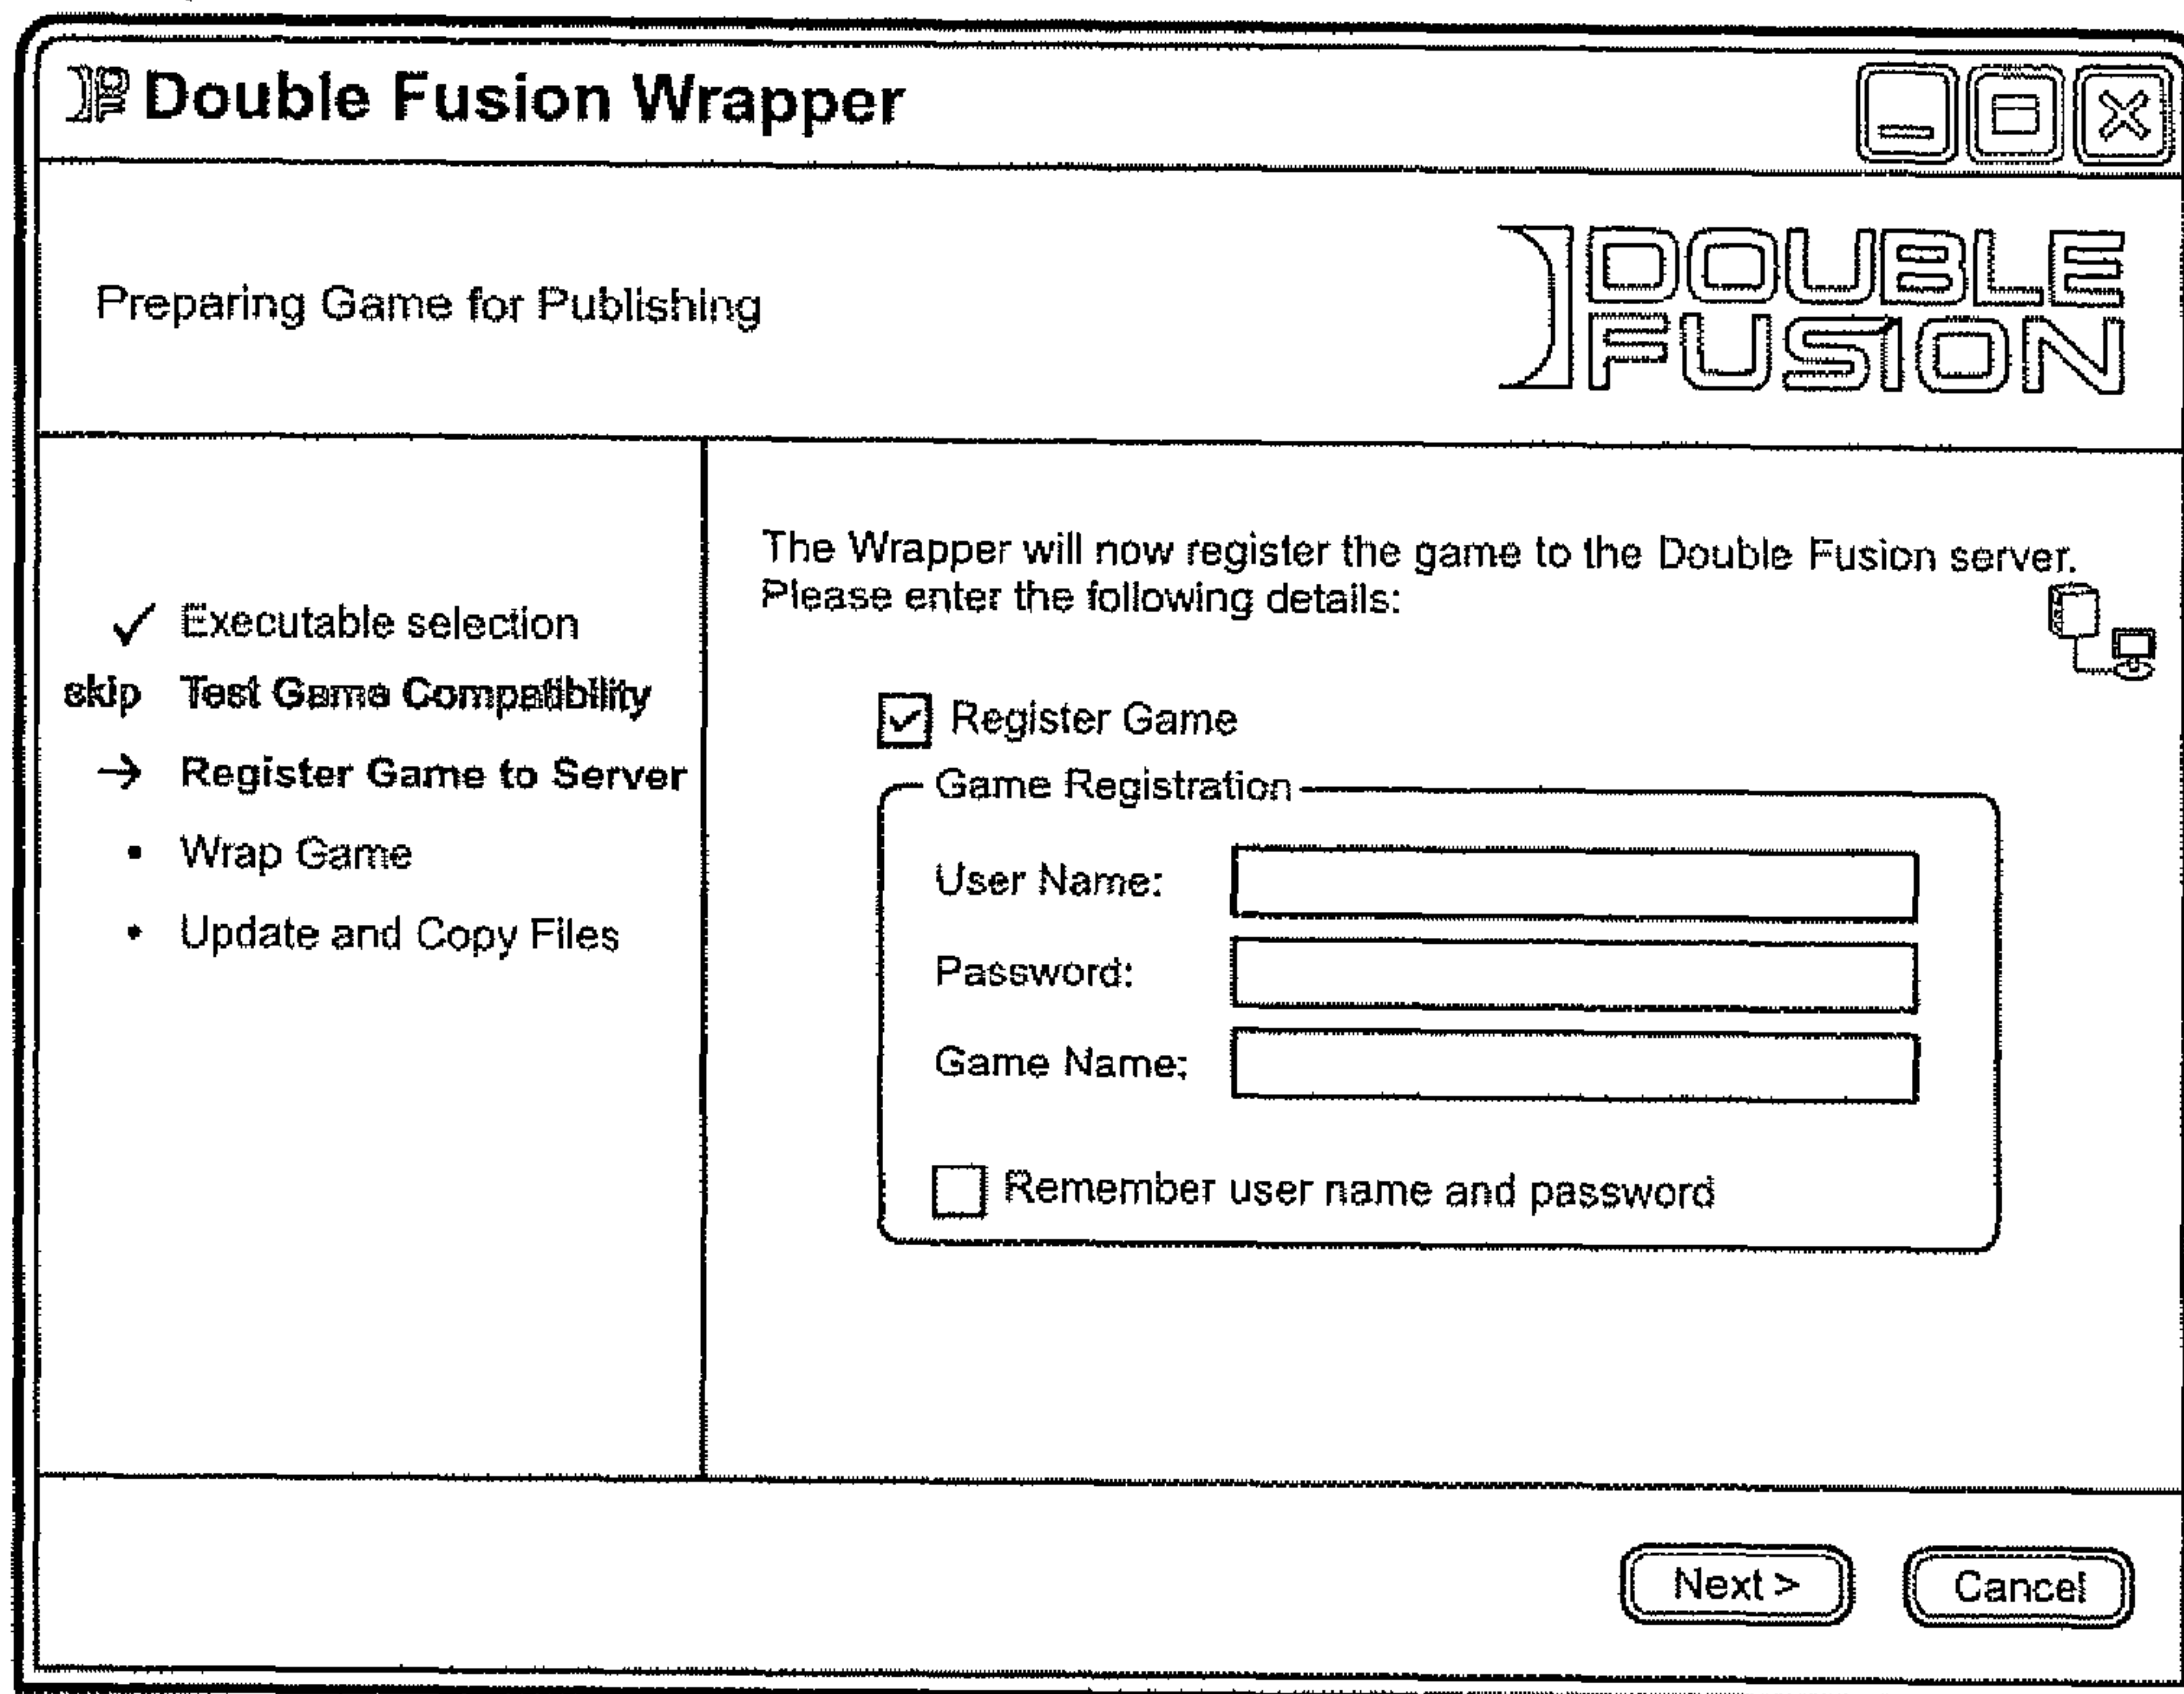 Double Fusion Wrapper
Preparing Game for Publishing
DOUBLE
FUSION
✓ Executable selection
skip Test Game Compatibility
→ Register Game to Server
• Wrap Game
• Update and Copy Files
The Wrapper will now register the game to the Double Fusion server.
Please enter the following details:
Register Game
Game Registration
User Name:
Password:
Game Name:
Remember user name and password
Next >
Cancel